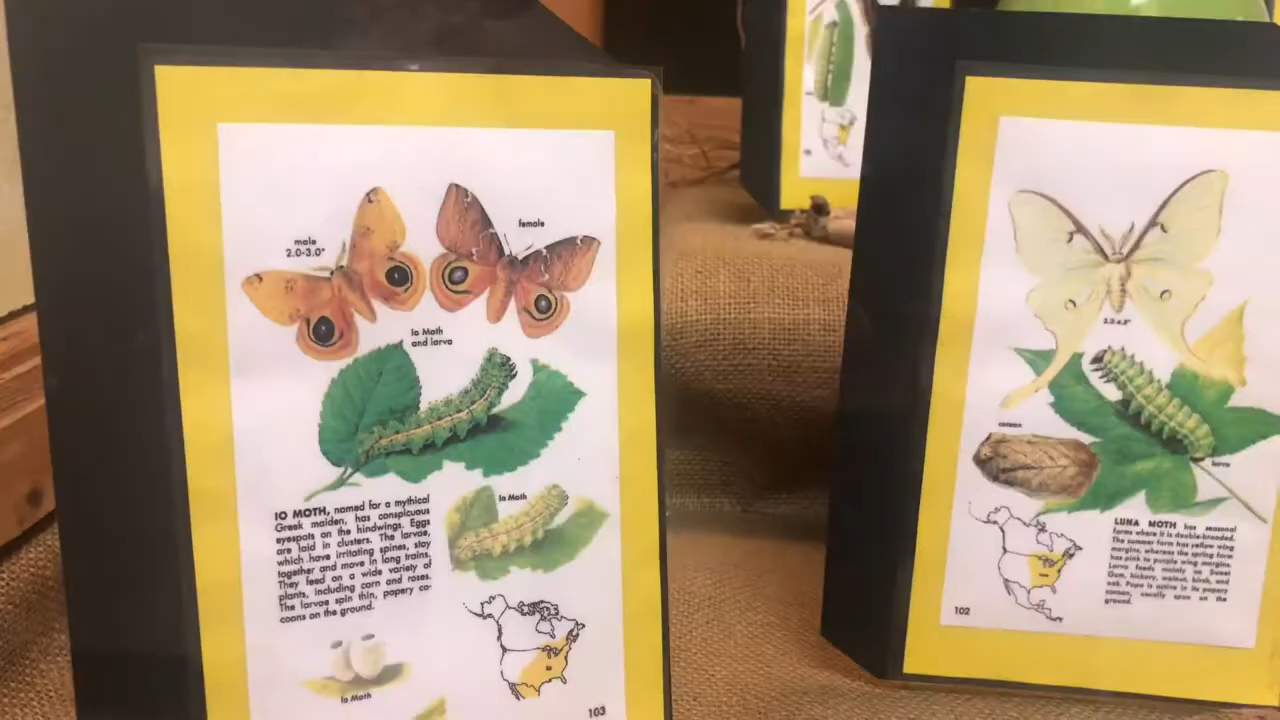 male
2.0-3.0"
female
Io Moth
and larva
IO MOTH, named for a mythical
Greek maiden, has conspicuous
eyespots on the hindwings. Eggs
are laid in clusters. The larvae,
which have irritating spines, stay
together and move in long trains.
They feed on a wide variety of
plants, including corn and roses.
The larvae spin thin, papery co-
coons on the ground.
Io Moth
Io Moth
103
cocoon
larva
LUNA MOTH has seasonal
forms where it is double-brooded.
The summer form has yellow wing
margins, whereas the spring form
has pink to purple wing margins.
Larva feeds mainly on Sweet
Gum, hickory, walnut, birch, and
oak. Pupa is active in its papery
cocoon, usually spun on the
ground.
102